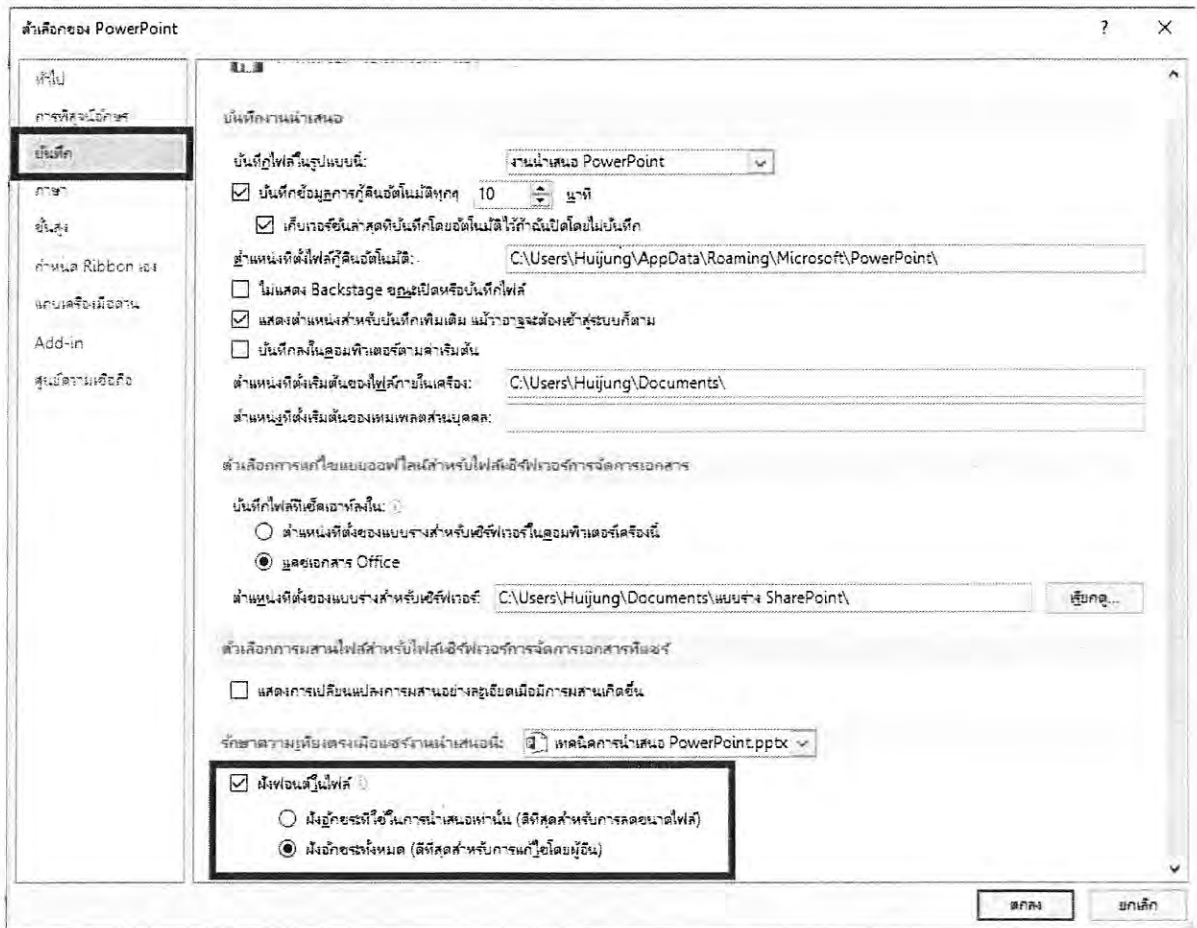 ตัวเลือกของ PowerPoint
? ×
ทั่วไป
การพิสูจน์อักษร
บันทึก
ภาษา
ขั้นสูง
กำหนด Ribbon เอง
แถบเครื่องมือด่วน
Add-in
ศูนย์ความเชื่อถือ
บันทึกงานนำเสนอ
บันทึกไฟล์ในรูปแบบนี้: งานนำเสนอ PowerPoint
บันทึกข้อมูลการกู้คืนอัตโนมัติทุกๆ 10 นาที
เก็บเวอร์ชันล่าสุดที่บันทึกโดยอัตโนมัติไว้ถ้าฉันปิดโดยไม่บันทึก
ตำแหน่งที่ตั้งไฟล์กู้คืนอัตโนมัติ: C:\Users\Huijung\AppData\Roaming\Microsoft\PowerPoint\
ไม่แสดง Backstage ขณะเปิดหรือบันทึกไฟล์
แสดงตำแหน่งสำหรับบันทึกเพิ่มเติม แม้ว่าอาจจะต้องเข้าสู่ระบบก็ตาม
บันทึกลงในคอมพิวเตอร์ตามค่าเริ่มต้น
ตำแหน่งที่ตั้งเริ่มต้นของไฟล์ภายในเครื่อง: C:\Users\Huijung\Documents\
ตำแหน่งที่ตั้งเริ่มต้นของเทมเพลตส่วนบุคคล:
ตัวเลือกการแก้ไขแบบออฟไลน์สำหรับไฟล์เซิร์ฟเวอร์การจัดการเอกสาร
บันทึกไฟล์ที่เช็คเอาท์ลงใน:
ตำแหน่งที่ตั้งของแบบร่างสำหรับเซิร์ฟเวอร์ในคอมพิวเตอร์เครื่องนี้
แคชเอกสาร Office
ตำแหน่งที่ตั้งของแบบร่างสำหรับเซิร์ฟเวอร์: C:\Users\Huijung\Documents\แบบร่าง SharePoint\ เรียกดู...
ตัวเลือกการผสานไฟล์สำหรับไฟล์เซิร์ฟเวอร์การจัดการเอกสารที่แชร์
แสดงการเปลี่ยนแปลงการผสานอย่างละเอียดเมื่อมีการผสานเกิดขึ้น
รักษาความเที่ยงตรงเมื่อแชร์งานนำเสนอนี้: เทคนิคการนำเสนอ PowerPoint.pptx
ฝังฟอนต์ในไฟล์
ฝังอักขระที่ใช้ในการนำเสนอเท่านั้น (ดีที่สุดสำหรับการลดขนาดไฟล์)
ฝังอักขระทั้งหมด (ดีที่สุดสำหรับการแก้ไขโดยผู้อื่น)
ตกลง ยกเลิก